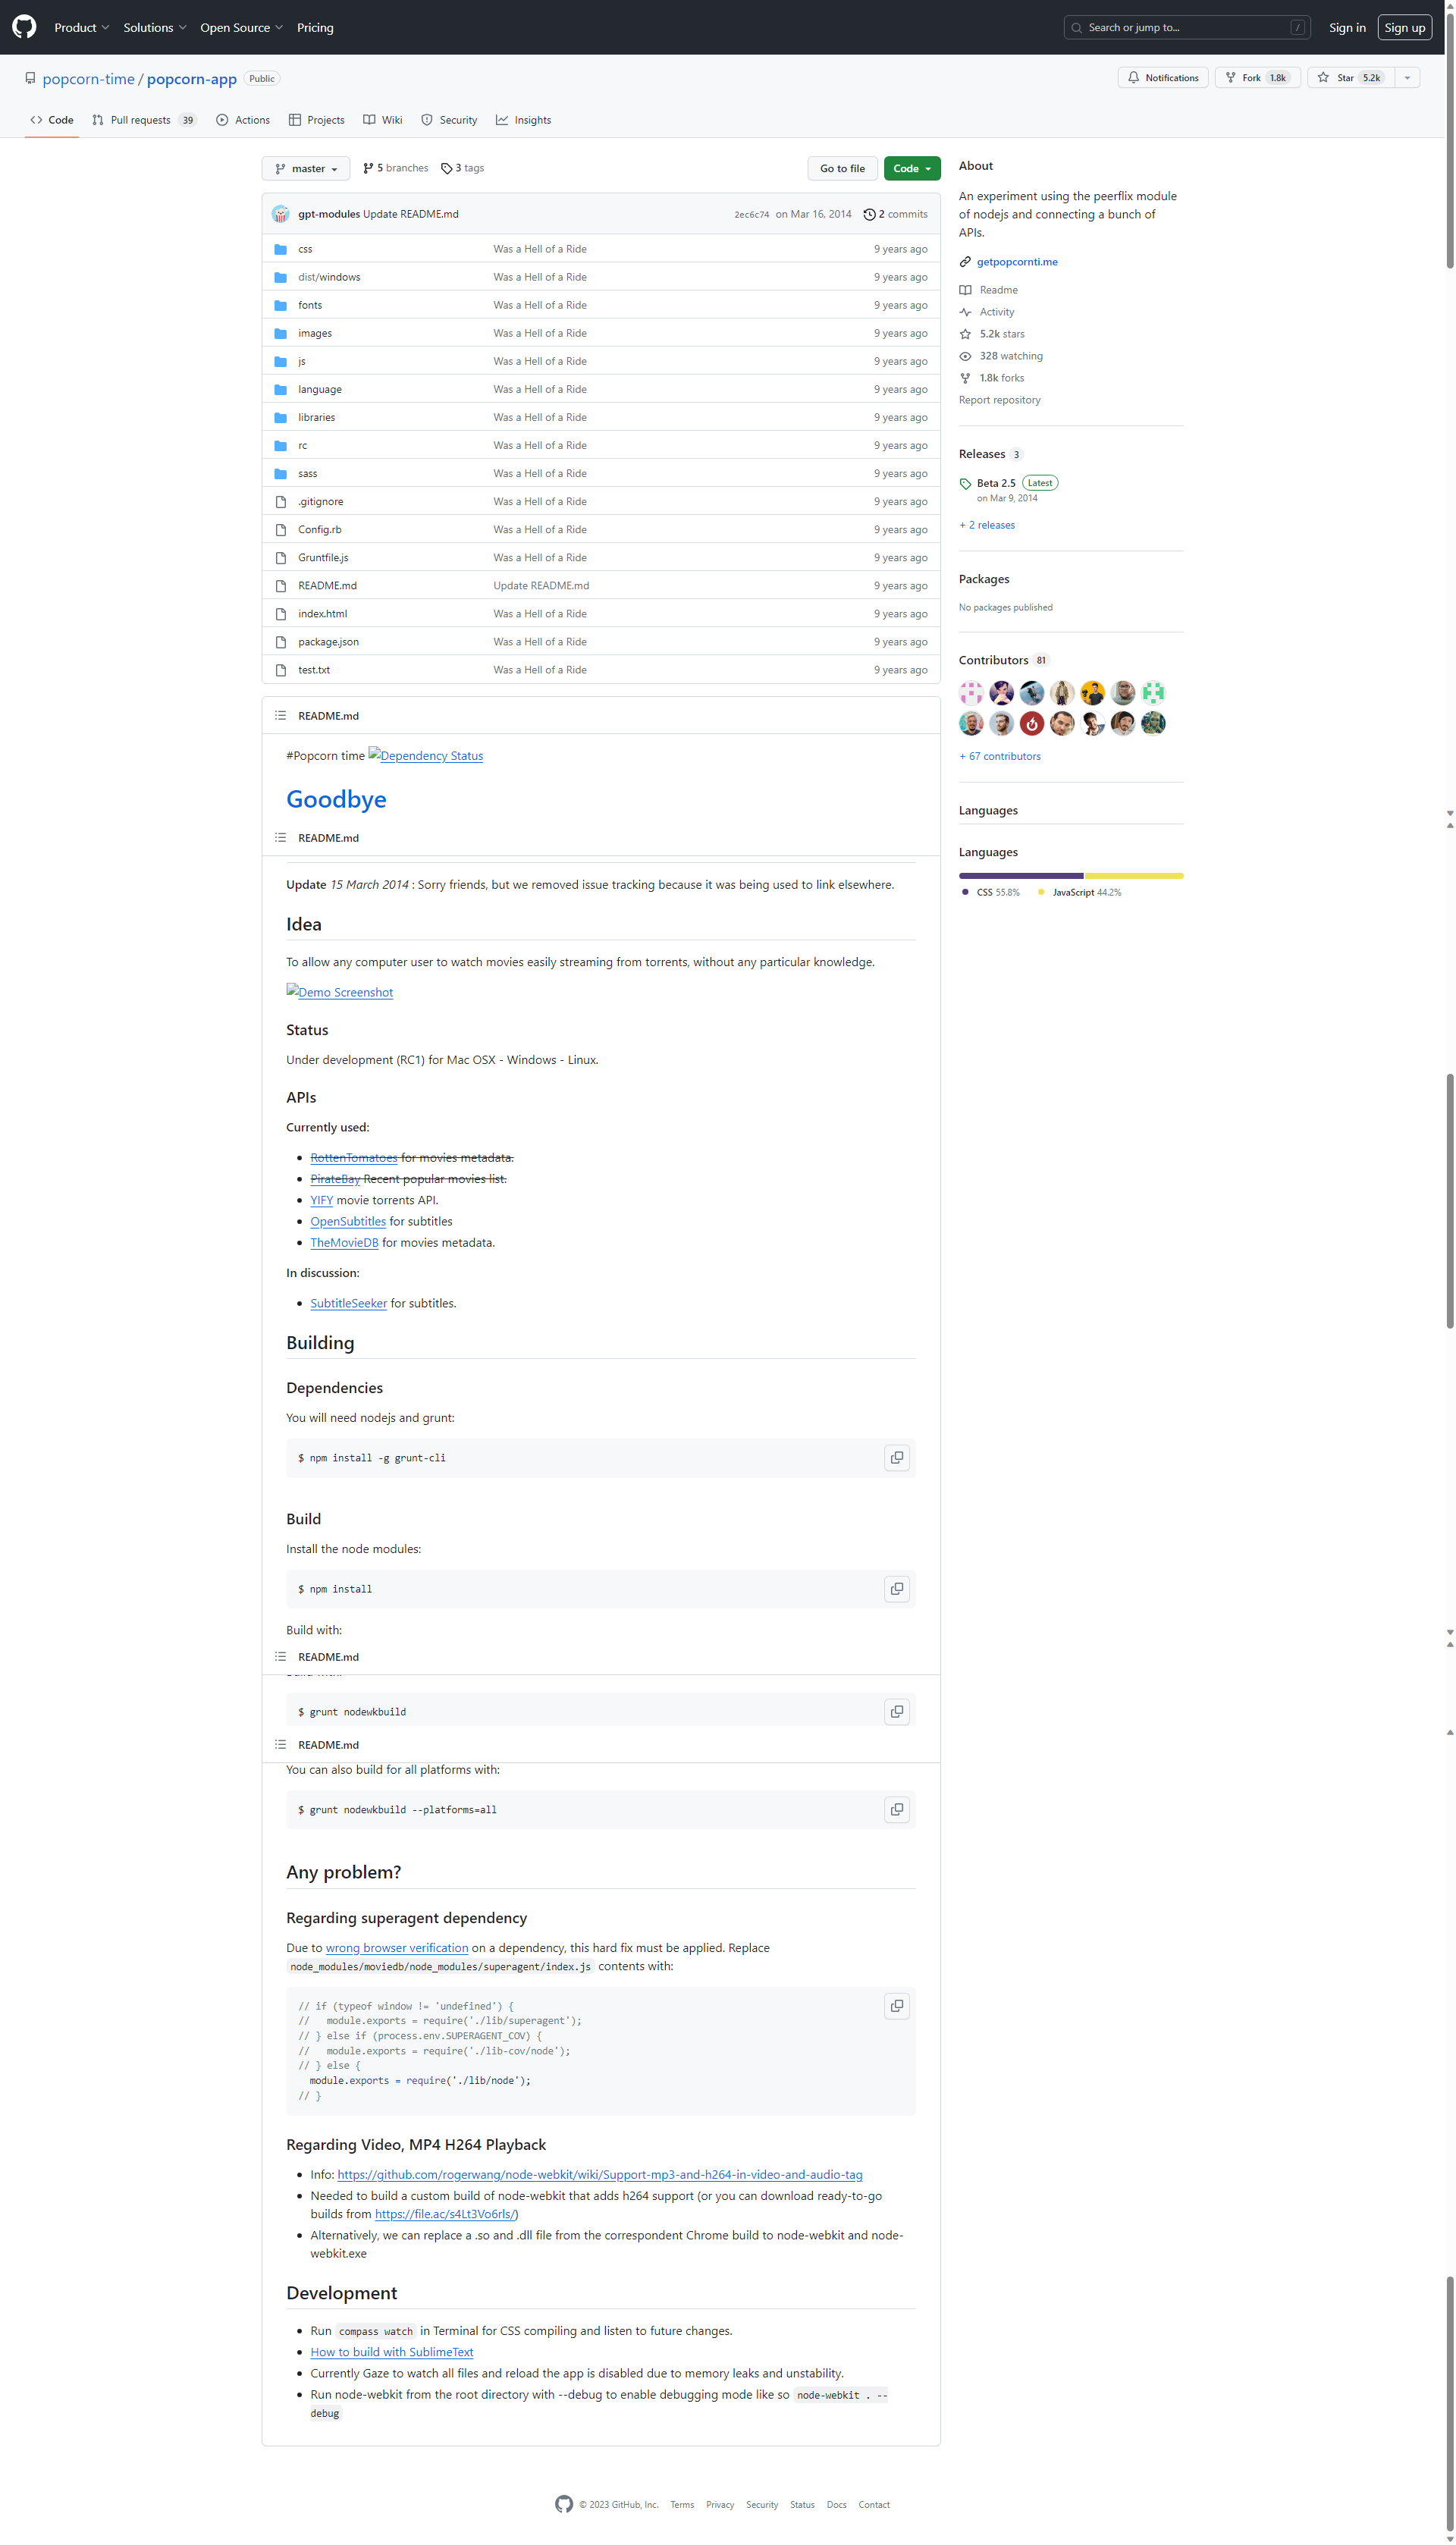 Product Solutions Open Source Pricing Search or jump to... / Sign in Sign up
popcorn-time / popcorn-app Public Notifications Fork 1.8k Star 5.2k
Code Pull requests 39 Actions Projects Wiki Security Insights
master 5 branches 3 tags Go to file Code
gpt-modules Update README.md 2ec6c74 on Mar 16, 2014 2 commits
css Was a Hell of a Ride 9 years ago
dist/windows Was a Hell of a Ride 9 years ago
fonts Was a Hell of a Ride 9 years ago
images Was a Hell of a Ride 9 years ago
js Was a Hell of a Ride 9 years ago
language Was a Hell of a Ride 9 years ago
libraries Was a Hell of a Ride 9 years ago
rc Was a Hell of a Ride 9 years ago
sass Was a Hell of a Ride 9 years ago
.gitignore Was a Hell of a Ride 9 years ago
Config.rb Was a Hell of a Ride 9 years ago
Gruntfile.js Was a Hell of a Ride 9 years ago
README.md Update README.md 9 years ago
index.html Was a Hell of a Ride 9 years ago
package.json Was a Hell of a Ride 9 years ago
test.txt Was a Hell of a Ride 9 years ago
About
An experiment using the peerflix module
of nodejs and connecting a bunch of
APIs.
getpopcornti.me
Readme
Activity
5.2k stars
328 watching
1.8k forks
Report repository
Releases 3
Beta 2.5 Latest
on Mar 9, 2014
+ 2 releases
Packages
No packages published
Contributors 81
+ 67 contributors
Languages
Languages
CSS 55.8% JavaScript 44.2%
README.md
#Popcorn time Dependency Status
Goodbye
README.md
Update 15 March 2014 : Sorry friends, but we removed issue tracking because it was being used to link elsewhere.
Idea
To allow any computer user to watch movies easily streaming from torrents, without any particular knowledge.
Demo Screenshot
Status
Under development (RC1) for Mac OSX - Windows - Linux.
APIs
Currently used:
RottenTomatoes for movies metadata.
PirateBay Recent popular movies list.
YIFY movie torrents API.
OpenSubtitles for subtitles
TheMovieDB for movies metadata.
In discussion:
SubtitleSeeker for subtitles.
Building
Dependencies
You will need nodejs and grunt:
$ npm install -g grunt-cli
Build
Install the node modules:
$ npm install
Build with:
README.md
$ grunt nodewkbuild
README.md
You can also build for all platforms with:
$ grunt nodewkbuild --platforms=all
Any problem?
Regarding superagent dependency
Due to wrong browser verification on a dependency, this hard fix must be applied. Replace
node_modules/moviedb/node_modules/superagent/index.js contents with:
// if (typeof window != 'undefined') {
//   module.exports = require('./lib/superagent');
// } else if (process.env.SUPERAGENT_COV) {
//   module.exports = require('./lib-cov/node');
// } else {
module.exports = require('./lib/node');
// }
Regarding Video, MP4 H264 Playback
Info: https://github.com/rogerwang/node-webkit/wiki/Support-mp3-and-h264-in-video-and-audio-tag
Needed to build a custom build of node-webkit that adds h264 support (or you can download ready-to-go
builds from https://file.ac/s4Lt3Vo6rls/)
Alternatively, we can replace a .so and .dll file from the correspondent Chrome build to node-webkit and node-
webkit.exe
Development
Run compass watch in Terminal for CSS compiling and listen to future changes.
How to build with SublimeText
Currently Gaze to watch all files and reload the app is disabled due to memory leaks and unstability.
Run node-webkit from the root directory with --debug to enable debugging mode like so node-webkit . --
debug
© 2023 GitHub, Inc. Terms Privacy Security Status Docs Contact